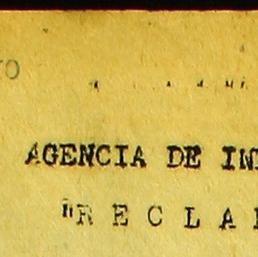 AGENCIA DE IN
"R E C L A